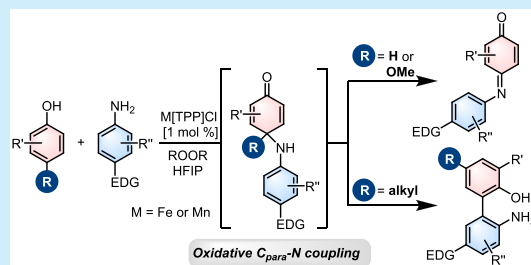 OH
R'
R
+
NH₂
R''
EDG
M[TPP]Cl
[1 mol %]
ROOR
HFIP
M = Fe or Mn
O
R'
R
NH
R''
EDG
Oxidative Cpara-N coupling
R = H or
OMe
O
R'
N
EDG
R''
R = alkyl
R
R'
OH
NH₂
EDG
R''